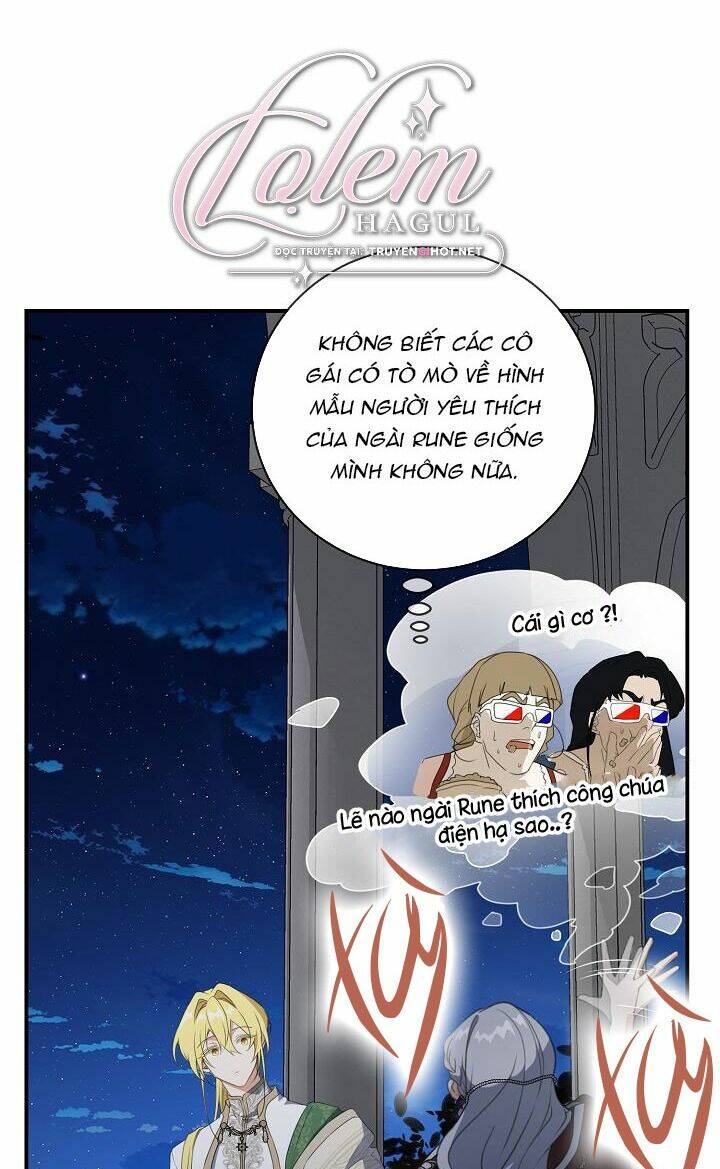 Lọlem
HAGUL
ĐỌC TRUYỆN TẠI: TRUYENGIHOT.NET
KHÔNG BIẾT CÁC CÔ
GÁI CÓ TÒ MÒ VỀ HÌNH
MẪU NGƯỜI YÊU THÍCH
CỦA NGÀI RUNE GIỐNG
MÌNH KHÔNG NỮA.
Cái gì cơ ?!
Lẽ nào ngài Rune thích công chúa
điện hạ sao..?
XUỲ
XUỲ